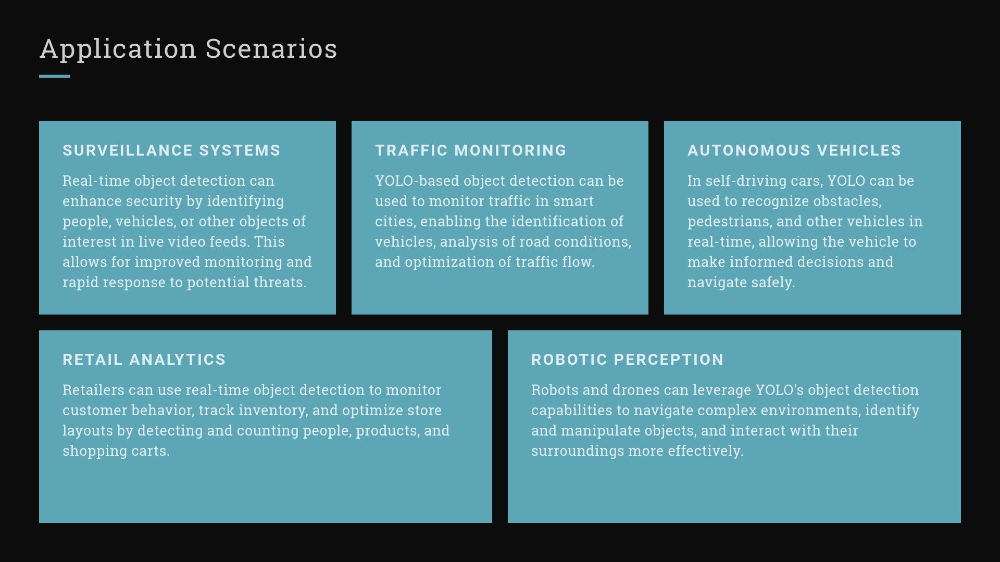 Application Scenarios
SURVEILLANCE SYSTEMS
Real-time object detection can
enhance security by identifying
people, vehicles, or other objects of
interest in live video feeds. This
allows for improved monitoring and
rapid response to potential threats.
TRAFFIC MONITORING
YOLO-based object detection can be
used to monitor traffic in smart
cities, enabling the identification of
vehicles, analysis of road conditions,
and optimization of traffic flow.
AUTONOMOUS VEHICLES
In self-driving cars, YOLO can be
used to recognize obstacles,
pedestrians, and other vehicles in
real-time, allowing the vehicle to
make informed decisions and
navigate safely.
RETAIL ANALYTICS
Retailers can use real-time object detection to monitor
customer behavior, track inventory, and optimize store
layouts by detecting and counting people, products, and
shopping carts.
ROBOTIC PERCEPTION
Robots and drones can leverage YOLO's object detection
capabilities to navigate complex environments, identify
and manipulate objects, and interact with their
surroundings more effectively.